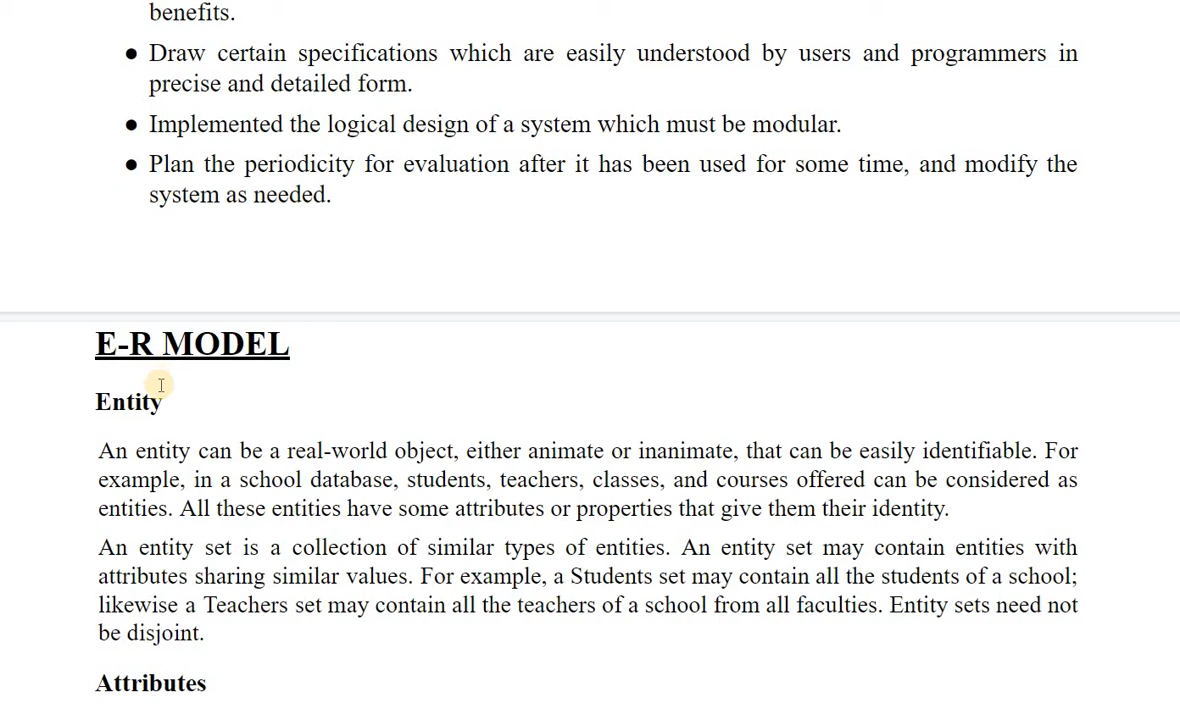 benefits.
● Draw certain specifications which are easily understood by users and programmers in
precise and detailed form.
● Implemented the logical design of a system which must be modular.
● Plan the periodicity for evaluation after it has been used for some time, and modify the
system as needed.
E-R MODEL
Entity
An entity can be a real-world object, either animate or inanimate, that can be easily identifiable. For
example, in a school database, students, teachers, classes, and courses offered can be considered as
entities. All these entities have some attributes or properties that give them their identity.
An entity set is a collection of similar types of entities. An entity set may contain entities with
attributes sharing similar values. For example, a Students set may contain all the students of a school;
likewise a Teachers set may contain all the teachers of a school from all faculties. Entity sets need not
be disjoint.
Attributes